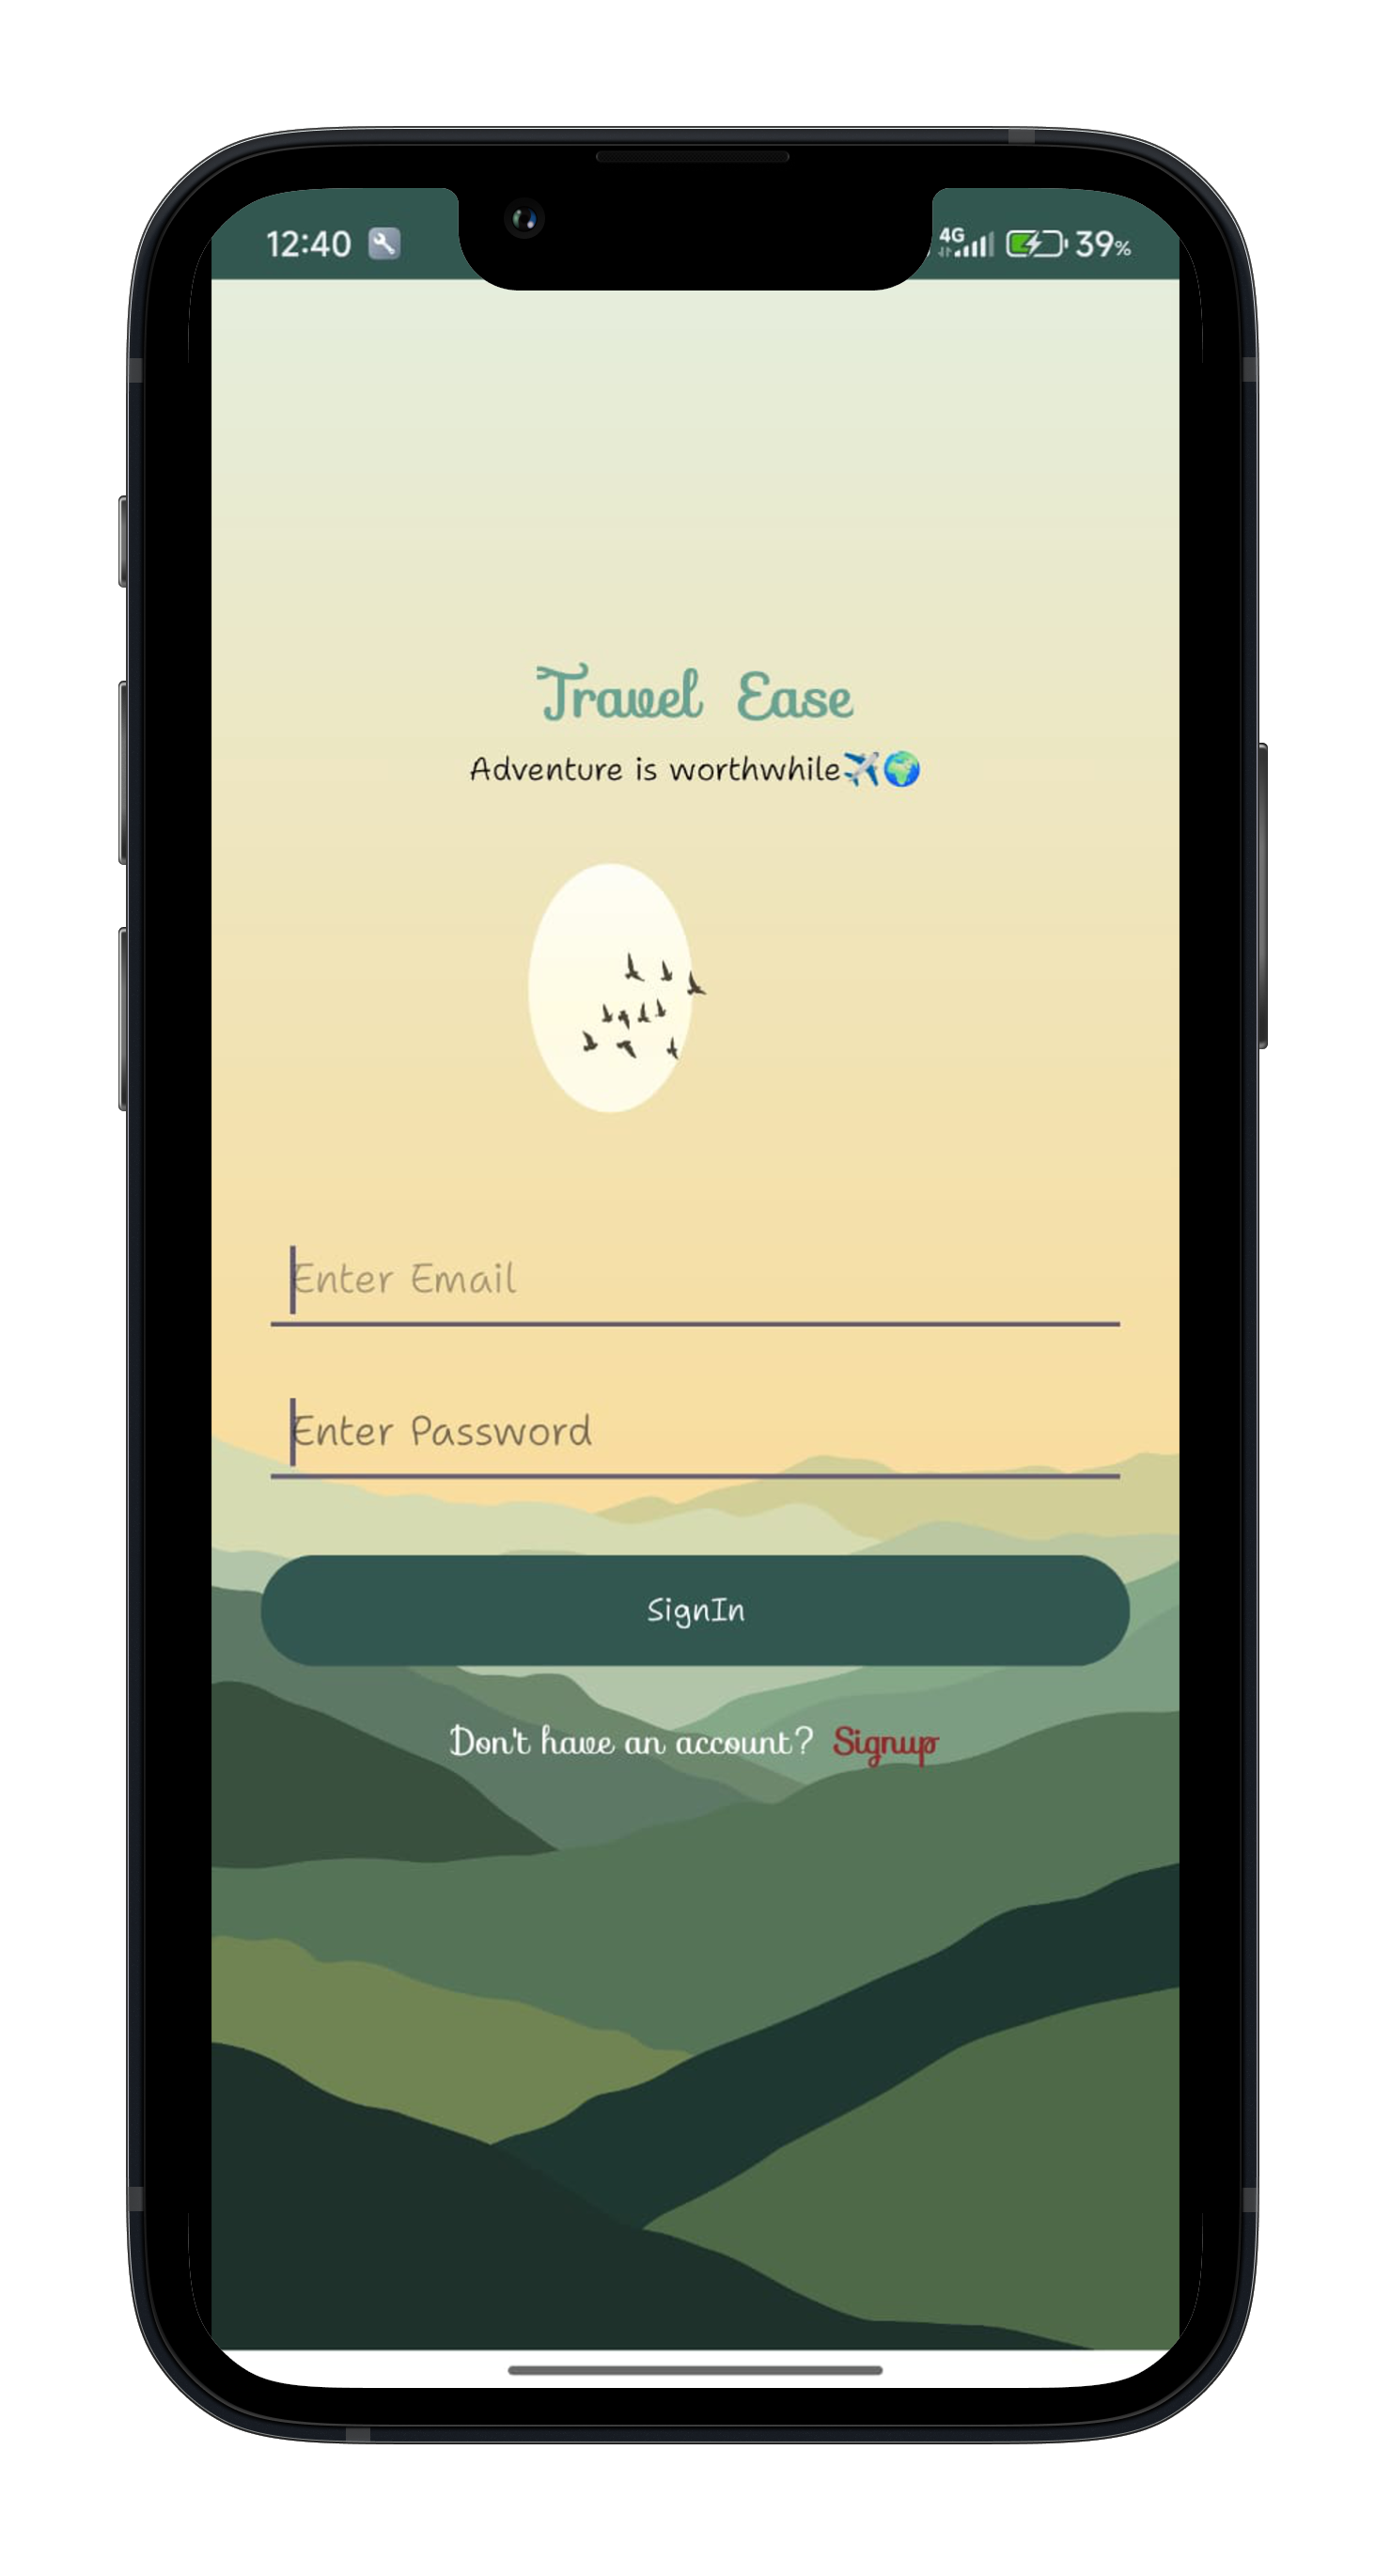 12:40 4G 39%
Travel Ease
Adventure is worthwhile✈️🌍
Enter Email
Enter Password
SignIn
Don't have an account? Signup